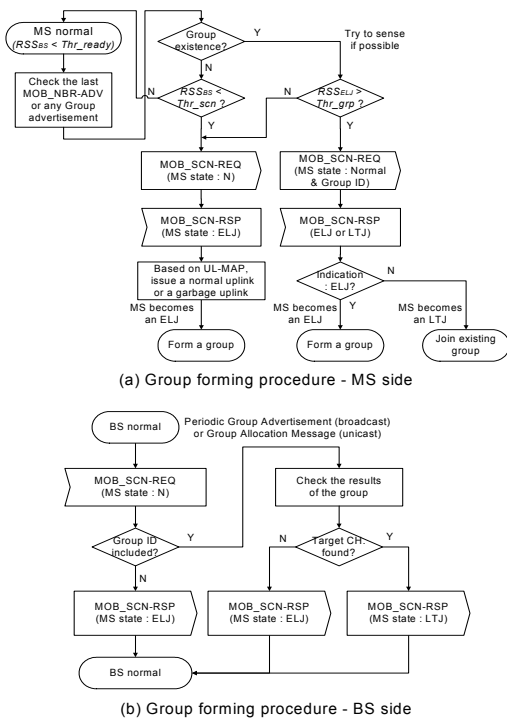 MS normal
(RSSBS < Thr_ready)
Check the last
MOB_NBR-ADV
or any Group
advertisement
Group
existence?
Y
Try to sense
if possible
N
N
RSSBS <
Thr_scn ?
N
RSSELJ >
Thr_grp ?
Y
Y
MOB_SCN-REQ
(MS state : N)
MOB_SCN-REQ
(MS state : Normal
& Group ID)
MOB_SCN-RSP
(MS state : ELJ)
MOB_SCN-RSP
(ELJ or LTJ)
Based on UL-MAP,
issue a normal uplink
or a garbage uplink
Indication
: ELJ?
N
MS becomes
an ELJ
MS becomes
an ELJ
Y
MS becomes
an LTJ
Form a group
Form a group
Join existing
group
(a) Group forming procedure - MS side
BS normal
Periodic Group Advertisement (broadcast)
or Group Allocation Message (unicast)
MOB_SCN-REQ
(MS state : N)
Check the results
of the group
Group ID
included?
Y
N
Target CH.
found?
Y
N
MOB_SCN-RSP
(MS state : ELJ)
MOB_SCN-RSP
(MS state : ELJ)
MOB_SCN-RSP
(MS state : LTJ)
BS normal
(b) Group forming procedure - BS side